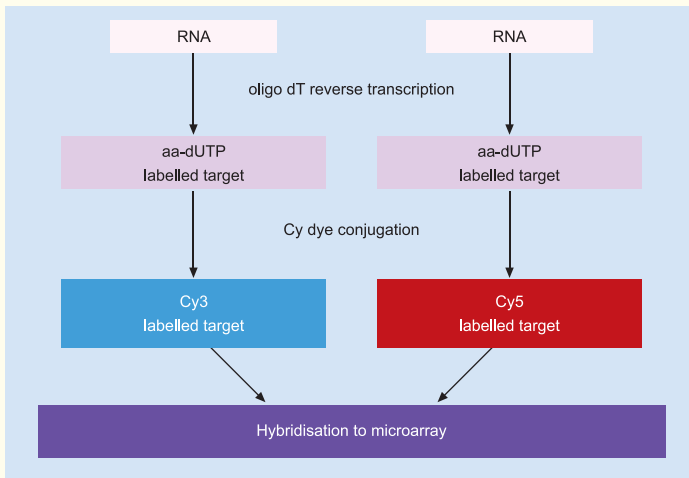 RNA
RNA
oligo dT reverse transcription
aa-dUTP
labelled target
aa-dUTP
labelled target
Cy dye conjugation
Cy3
labelled target
Cy5
labelled target
Hybridisation to microarray